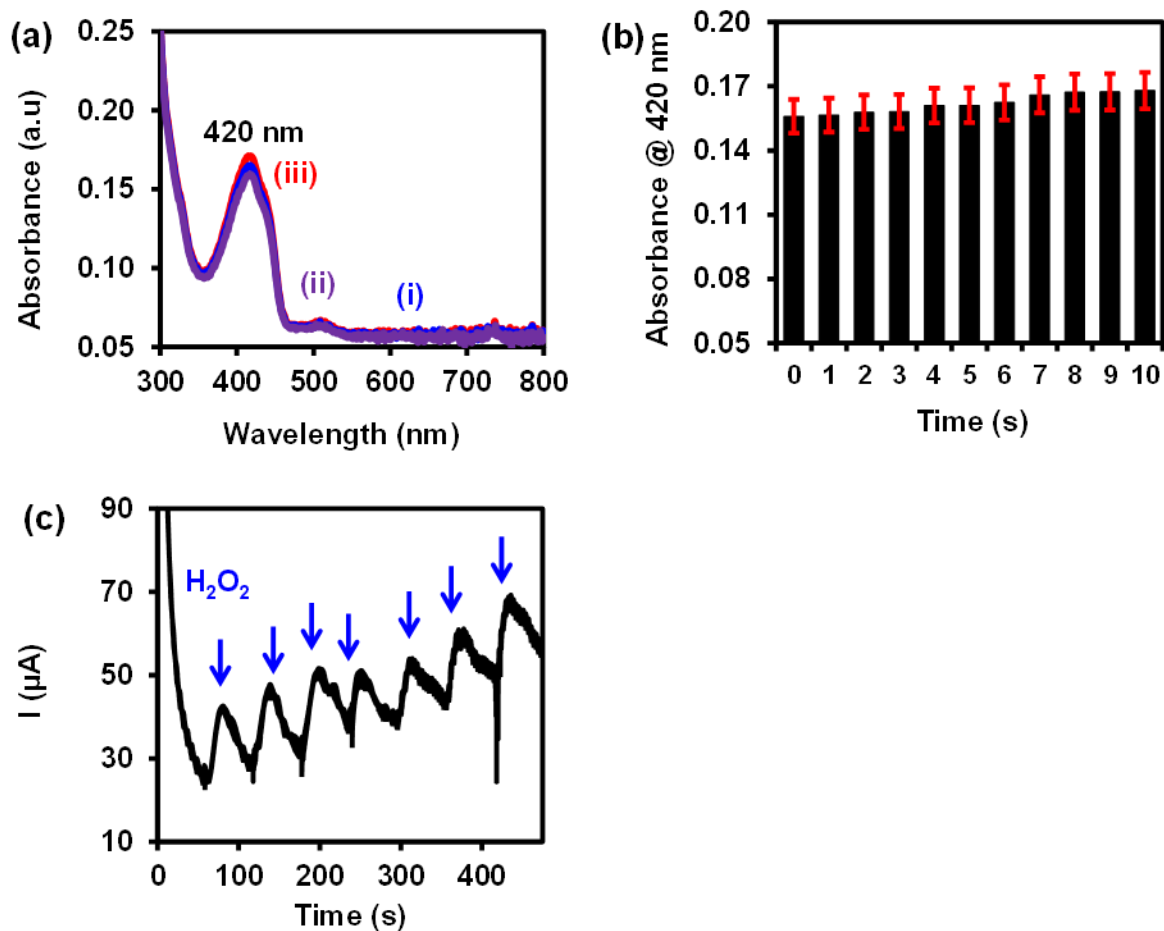 (a)
0.25
0.20
0.15
0.10
0.05
Absorbance (a.u)
420 nm
(iii)
(ii)
(i)
300 400 500 600 700 800
Wavelength (nm)
(b)
0.20
0.17
0.14
0.11
0.08
0.05
Absorbance @ 420 nm
0 1 2 3 4 5 6 7 8 9 10
Time (s)
(c)
90
70
50
30
10
I (µA)
H₂O₂
0 100 200 300 400
Time (s)